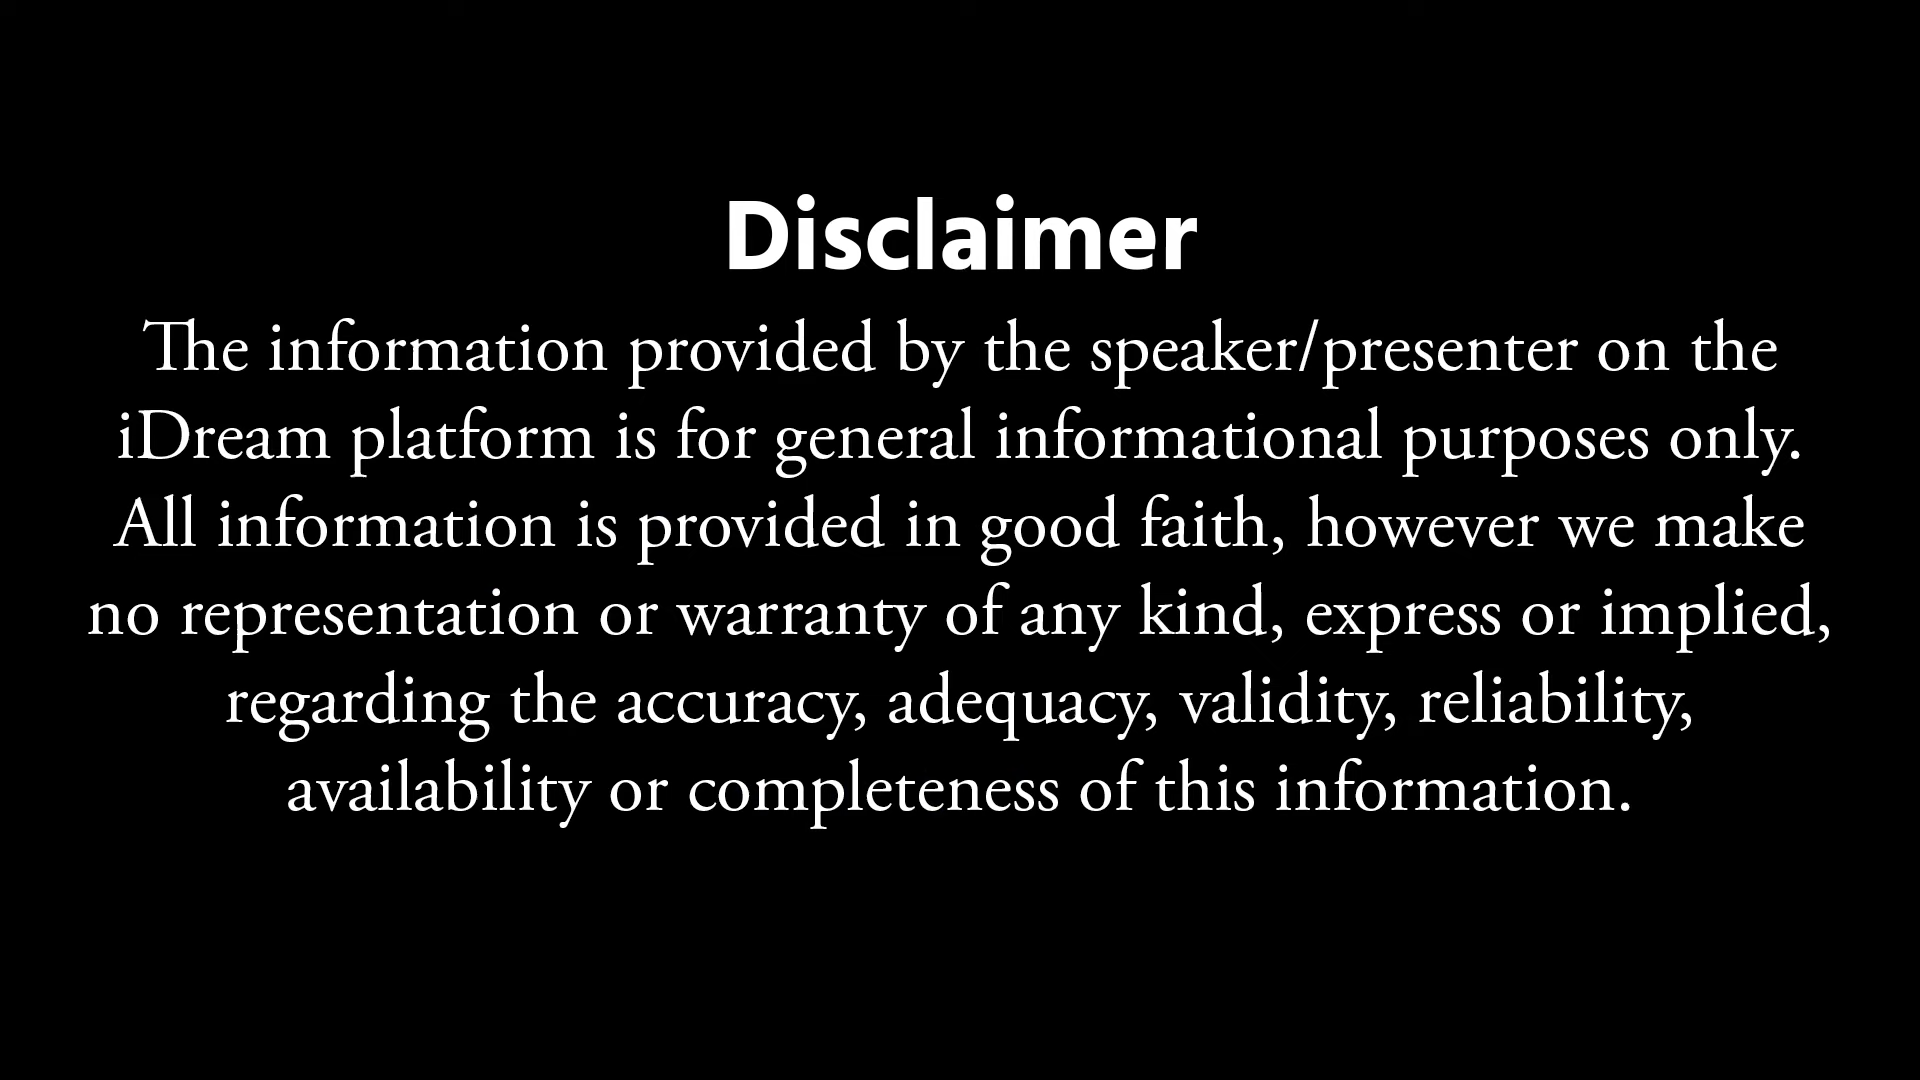 Disclaimer
The information provided by the speaker/presenter on the
iDream platform is for general informational purposes only.
All information is provided in good faith, however we make
no representation or warranty of any kind, express or implied,
regarding the accuracy, adequacy, validity, reliability,
availability or completeness of this information.